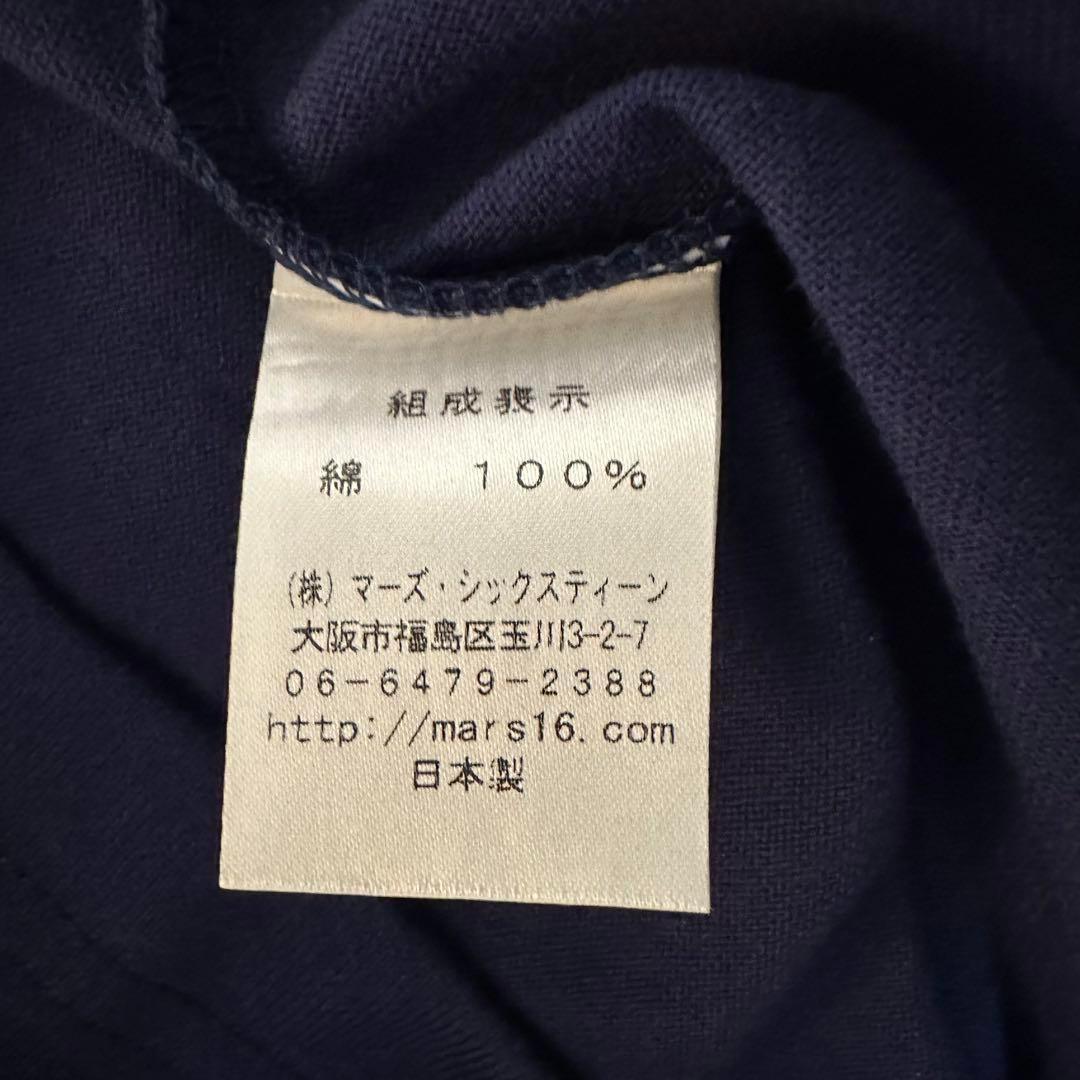 組成表示
綿 100%
(株) マーズ・シックスティーン
大阪市福島区玉川3-2-7
06-6479-2388
http://mars16.com
日本製